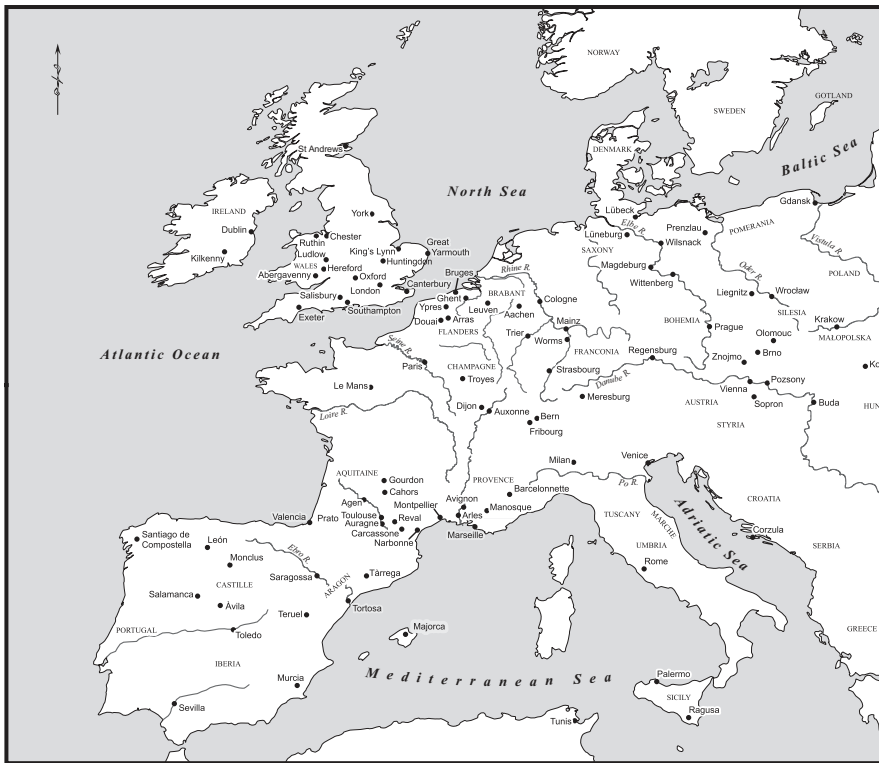 NORWAY
SWEDEN
GOTLAND
Baltic Sea
DENMARK
St Andrews
North Sea
IRELAND
Dublin
Kilkenny
York
Ruthin
Chester
Ludlow
WALES
Hereford
Abergavenny
King's Lynn
Huntingdon
Great
Yarmouth
Oxford
London
Canterbury
Salisbury
Southampton
Exeter
Atlantic Ocean
Lübeck
Elbe R.
Lüneburg
SAXONY
Wilsnack
Prenzlau
POMERANIA
Gdansk
Vistula R.
POLAND
Magdeburg
Wittenberg
Oder R.
Liegnitz
Wrocław
SILESIA
Krakow
MAŁOPOLSKA
Ko
Bruges
Rhine R.
Ghent
BRABANT
Ypres
Leuven
Cologne
Aachen
Douai
Arras
FLANDERS
Trier
Mainz
Worms
FRANCONIA
BOHEMIA
Prague
Olomouc
Brno
Znojmo
Regensburg
Seine R.
Paris
CHAMPAGNE
Troyes
Strasbourg
Danube R.
Meresburg
Vienna
Pozsony
Sopron
AUSTRIA
STYRIA
Buda
HUN
Le Mans
Loire R.
Dijon
Auxonne
Bern
Fribourg
Milan
Venice
Po R.
AQUITAINE
Gourdon
Cahors
Agen
Montpellier
Toulouse
Auragne
Prato
Reval
Carcassonne
Narbonne
PROVENCE
Avignon
Arles
Manosque
Barcelonnette
Marseille
TUSCANY
MARCHE
UMBRIA
Rome
Adriatic Sea
CROATIA
Corzula
SERBIA
GREECE
Valencia
Santiago de
Compostella
León
Monclus
Ebro R.
CASTILLE
Saragossa
ARAGON
Tàrrega
Tortosa
Salamanca
Àvila
Teruel
PORTUGAL
Toledo
IBERIA
Murcia
Sevilla
Majorca
Mediterranean Sea
Palermo
SICILY
Ragusa
Tunis